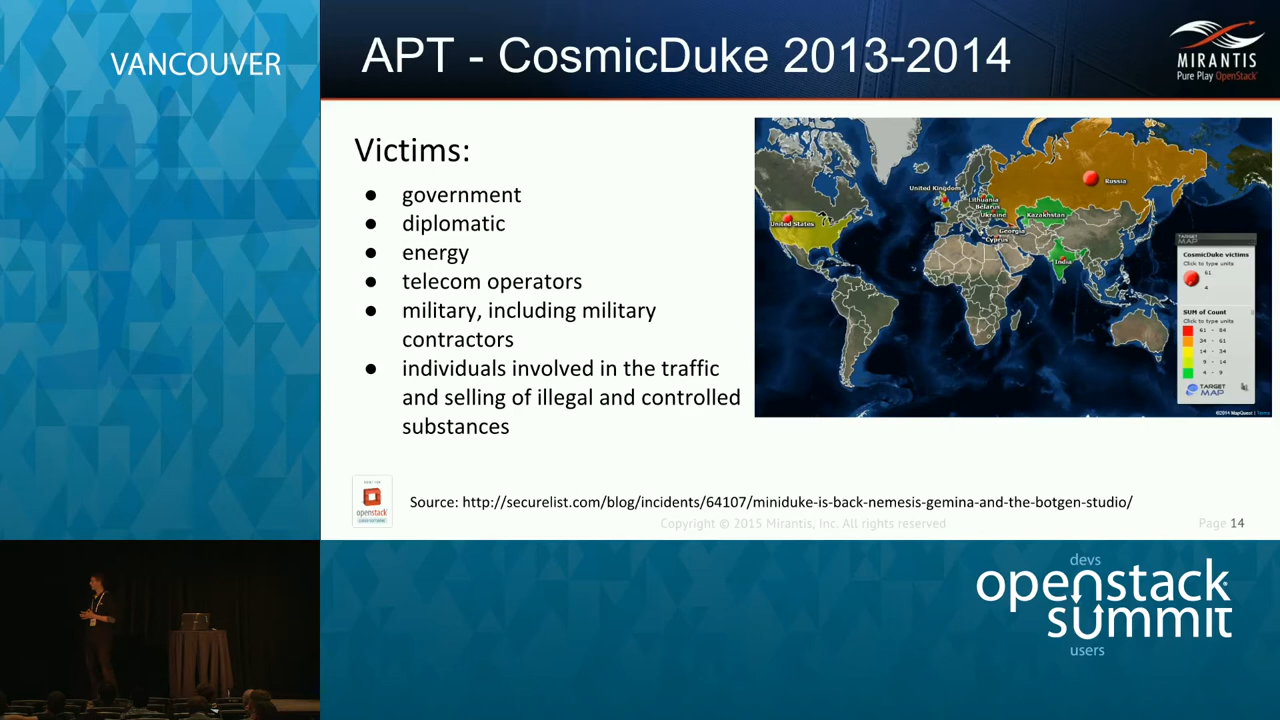 VANCOUVER
APT - CosmicDuke 2013-2014
MIRANTIS
Pure Play OpenStack
Victims:
● government
● diplomatic
● energy
● telecom operators
● military, including military
contractors
● individuals involved in the traffic
and selling of illegal and controlled
substances
United Kingdom
Lithuania
Belarus
Ukraine
Russia
Kazakhstan
United States
Georgia
Cyprus
India
TARGET
MAP
CosmicDuke victims
Click to type units
61
4
SUM of Count
Click to type units
61 - 84
34 - 61
14 - 34
9 - 14
4 - 9
TARGET
MAP
©2014 MapQuest | Terms
openstack
Source: http://securelist.com/blog/incidents/64107/miniduke-is-back-nemesis-gemina-and-the-botgen-studio/
Copyright © 2015 Mirantis, Inc. All rights reserved
Page 14
devs
openstack
summit
users